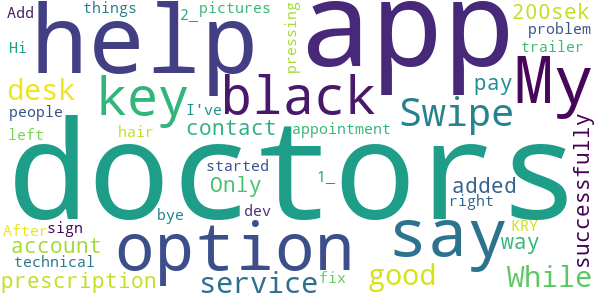 Add things 2_ pictures pressing 200sek
Hi help app problem
trailer
desk key black My
people I've contact Swipe pay
left hair appointment
doctors successfully
started 1_ Only added
right
After sign bye dev KRY
account option say way
technical
prescription service fix good While